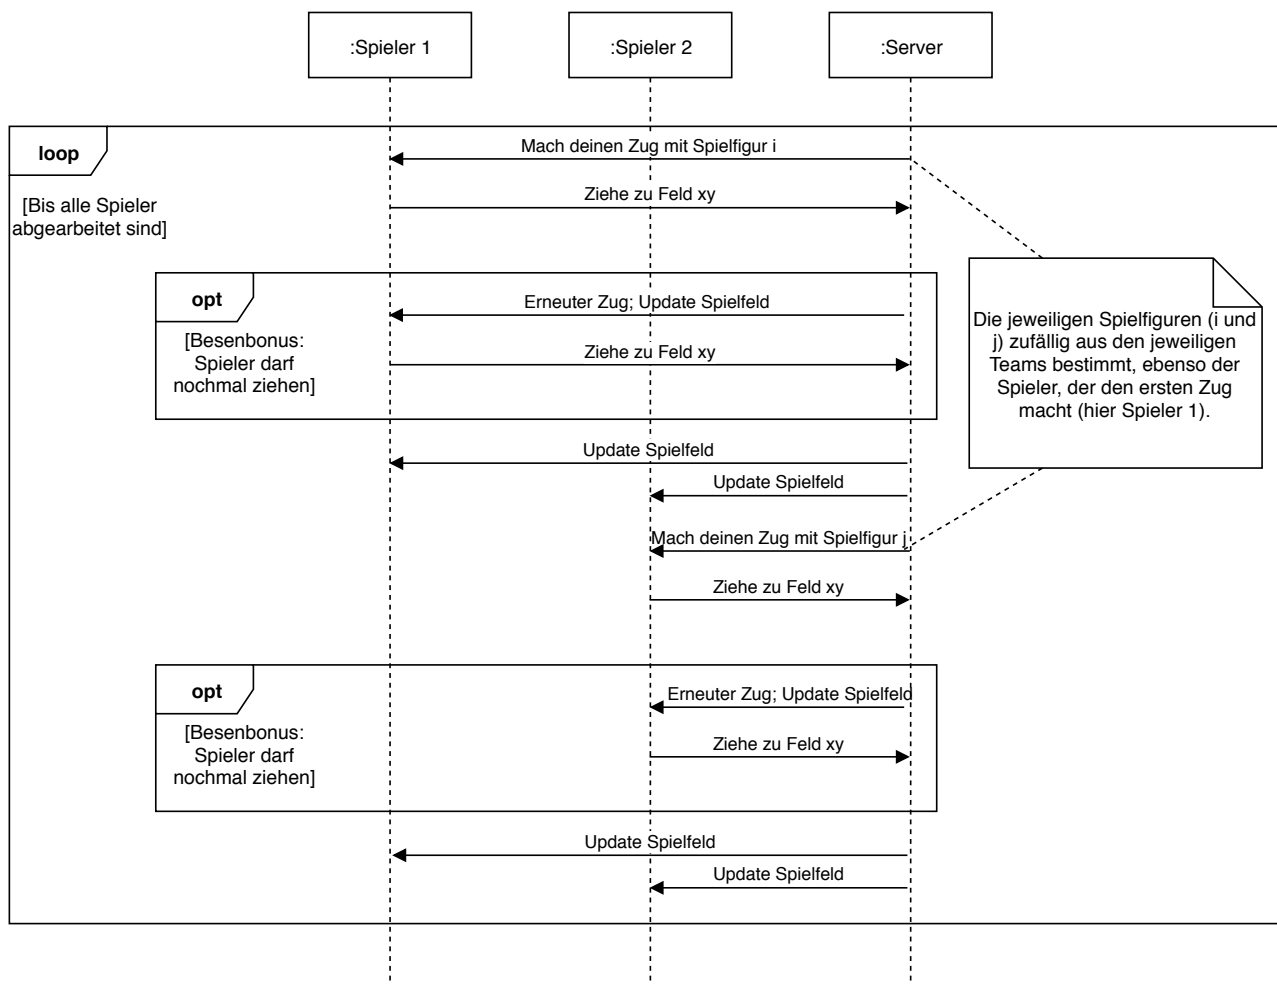 :Spieler 1
:Spieler 2
:Server
loop
Mach deinen Zug mit Spielfigur i
[Bis alle Spieler
abgearbeitet sind]
Ziehe zu Feld xy
opt
Erneuter Zug; Update Spielfeld
[Besenbonus:
Spieler darf
nochmal ziehen]
Ziehe zu Feld xy
Die jeweiligen Spielfiguren (i und
j) zufällig aus den jeweiligen
Teams bestimmt, ebenso der
Spieler, der den ersten Zug
macht (hier Spieler 1).
Update Spielfeld
Update Spielfeld
Mach deinen Zug mit Spielfigur j
Ziehe zu Feld xy
opt
Erneuter Zug; Update Spielfeld
[Besenbonus:
Spieler darf
nochmal ziehen]
Ziehe zu Feld xy
Update Spielfeld
Update Spielfeld